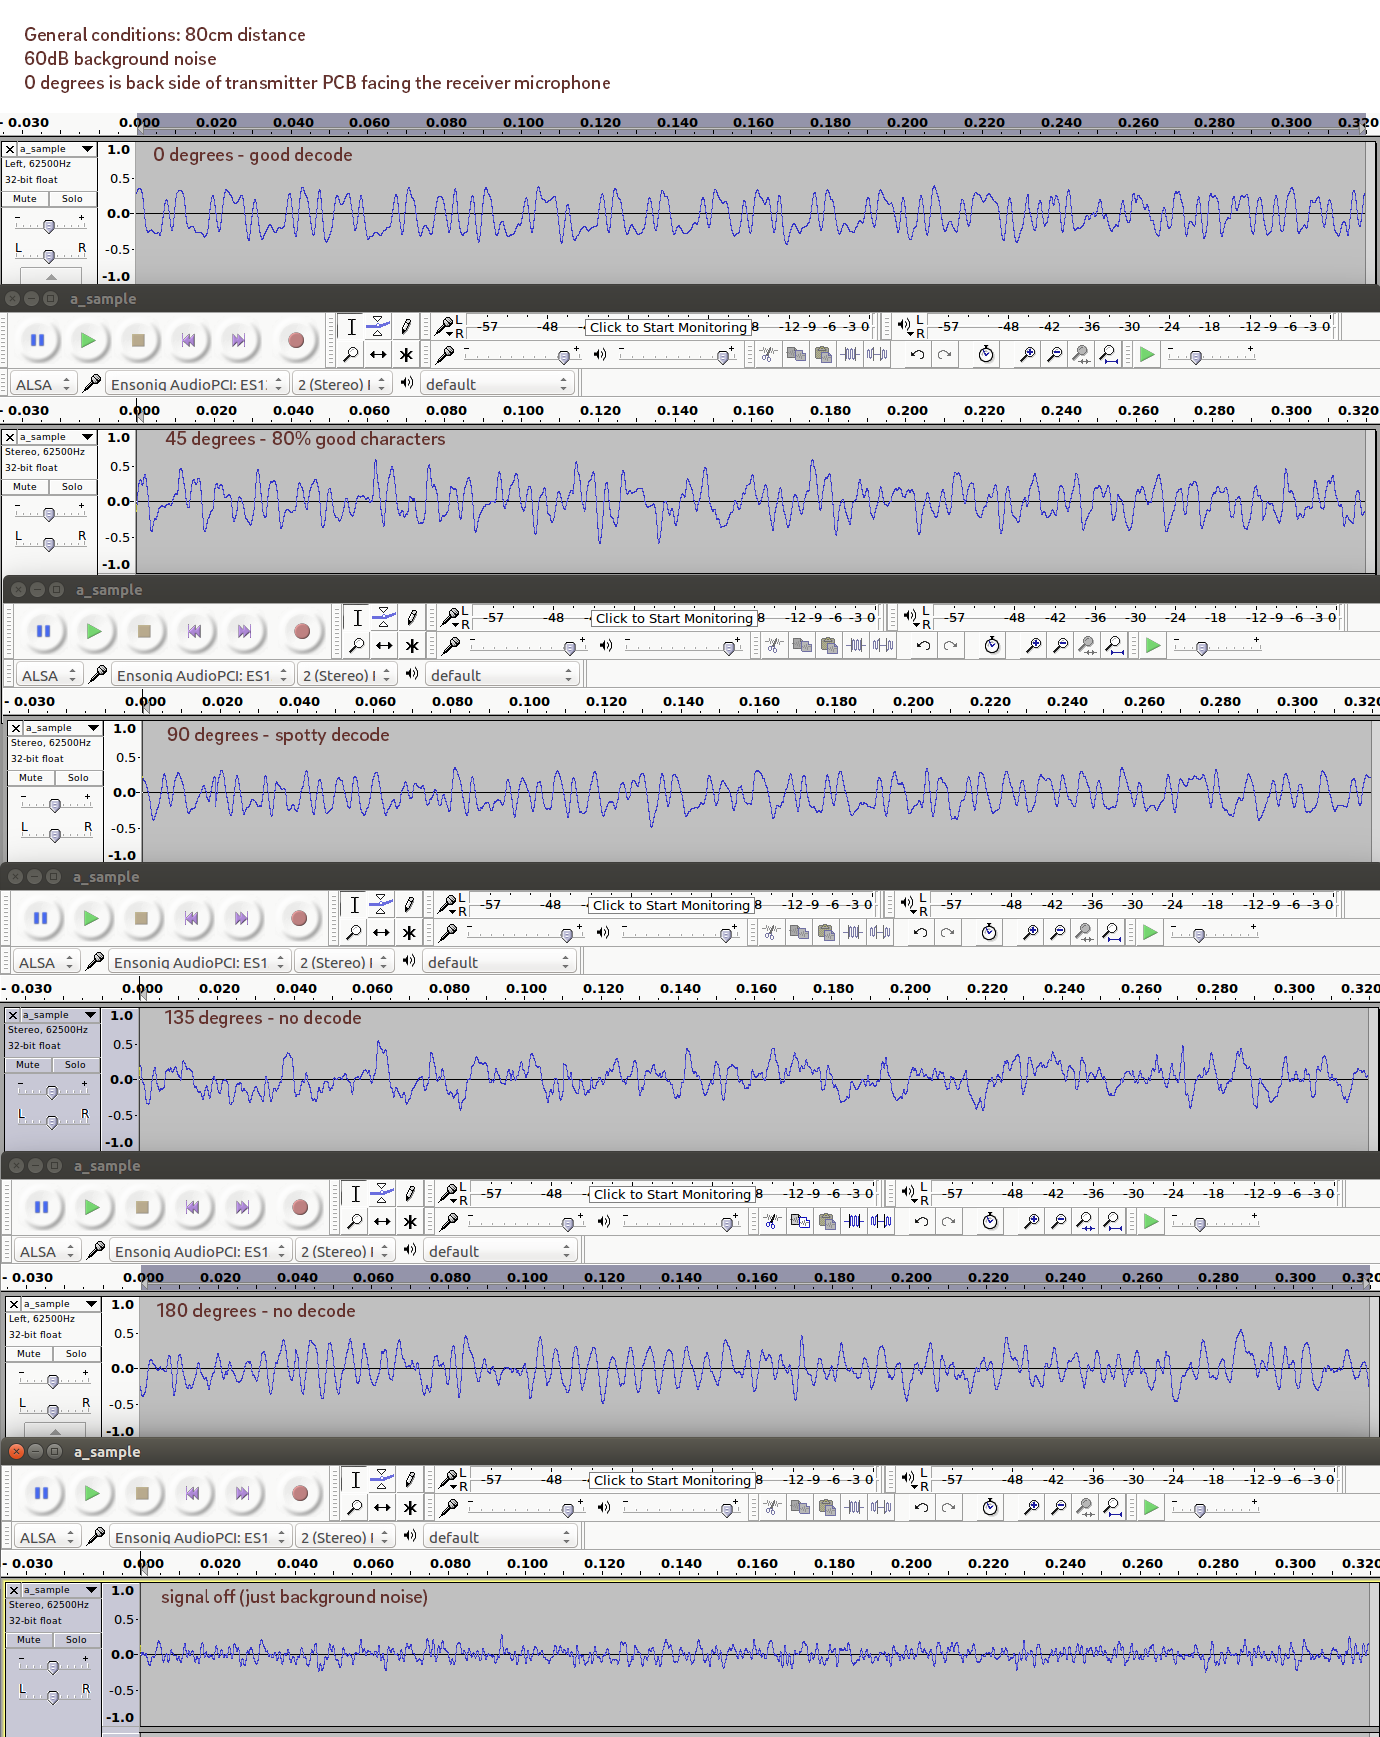 General conditions: 80cm distance
60dB background noise
0 degrees is back side of transmitter PCB facing the receiver microphone
- 0.030 0.000 0.020 0.040 0.060 0.080 0.100 0.120 0.140 0.160 0.180 0.200 0.220 0.240 0.260 0.280 0.300 0.320
a_sample 1.0 0 degrees - good decode
Left, 62500Hz
32-bit float 0.5
Mute Solo
- + 0.0
L R -0.5
-1.0
a_sample
L R -57 -48 - Click to Start Monitoring 8 -12 -9 -6 -3 0 L R -57 -48 -42 -36 -30 -24 -18 -12 -9 -6 -3 0
- + - + - +
ALSA Ensoniq AudioPCI: ES1 2 (Stereo) I default
- 0.030 0.000 0.020 0.040 0.060 0.080 0.100 0.120 0.140 0.160 0.180 0.200 0.220 0.240 0.260 0.280 0.300 0.320
a_sample 1.0 45 degrees - 80% good characters
Stereo, 62500Hz
32-bit float 0.5
Mute Solo
- + 0.0
L R -0.5
-1.0
a_sample
L R -57 -48 - Click to Start Monitoring 8 -12 -9 -6 -3 0 L R -57 -48 -42 -36 -30 -24 -18 -12 -9 -6 -3 0
- + - + - +
ALSA Ensoniq AudioPCI: ES1 2 (Stereo) I default
- 0.030 0.000 0.020 0.040 0.060 0.080 0.100 0.120 0.140 0.160 0.180 0.200 0.220 0.240 0.260 0.280 0.300 0.320
a_sample 1.0 90 degrees - spotty decode
Stereo, 62500Hz
32-bit float 0.5
Mute Solo
- + 0.0
L R -0.5
-1.0
a_sample
L R -57 -48 - Click to Start Monitoring 8 -12 -9 -6 -3 0 L R -57 -48 -42 -36 -30 -24 -18 -12 -9 -6 -3 0
- + - + - +
ALSA Ensoniq AudioPCI: ES1 2 (Stereo) I default
- 0.030 0.000 0.020 0.040 0.060 0.080 0.100 0.120 0.140 0.160 0.180 0.200 0.220 0.240 0.260 0.280 0.300 0.320
a_sample 1.0 135 degrees - no decode
Stereo, 62500Hz
32-bit float 0.5
Mute Solo
- + 0.0
L R -0.5
-1.0
a_sample
L R -57 -48 - Click to Start Monitoring 8 -12 -9 -6 -3 0 L R -57 -48 -42 -36 -30 -24 -18 -12 -9 -6 -3 0
- + - + - +
ALSA Ensoniq AudioPCI: ES1 2 (Stereo) I default
- 0.030 0.000 0.020 0.040 0.060 0.080 0.100 0.120 0.140 0.160 0.180 0.200 0.220 0.240 0.260 0.280 0.300 0.320
a_sample 1.0 180 degrees - no decode
Left, 62500Hz
32-bit float 0.5
Mute Solo
- + 0.0
L R -0.5
-1.0
a_sample
L R -57 -48 - Click to Start Monitoring 8 -12 -9 -6 -3 0 L R -57 -48 -42 -36 -30 -24 -18 -12 -9 -6 -3 0
- + - + - +
ALSA Ensoniq AudioPCI: ES1 2 (Stereo) I default
- 0.030 0.000 0.020 0.040 0.060 0.080 0.100 0.120 0.140 0.160 0.180 0.200 0.220 0.240 0.260 0.280 0.300 0.320
a_sample 1.0 signal off (just background noise)
Stereo, 62500Hz
32-bit float 0.5
Mute Solo
- + 0.0
L R -0.5
-1.0